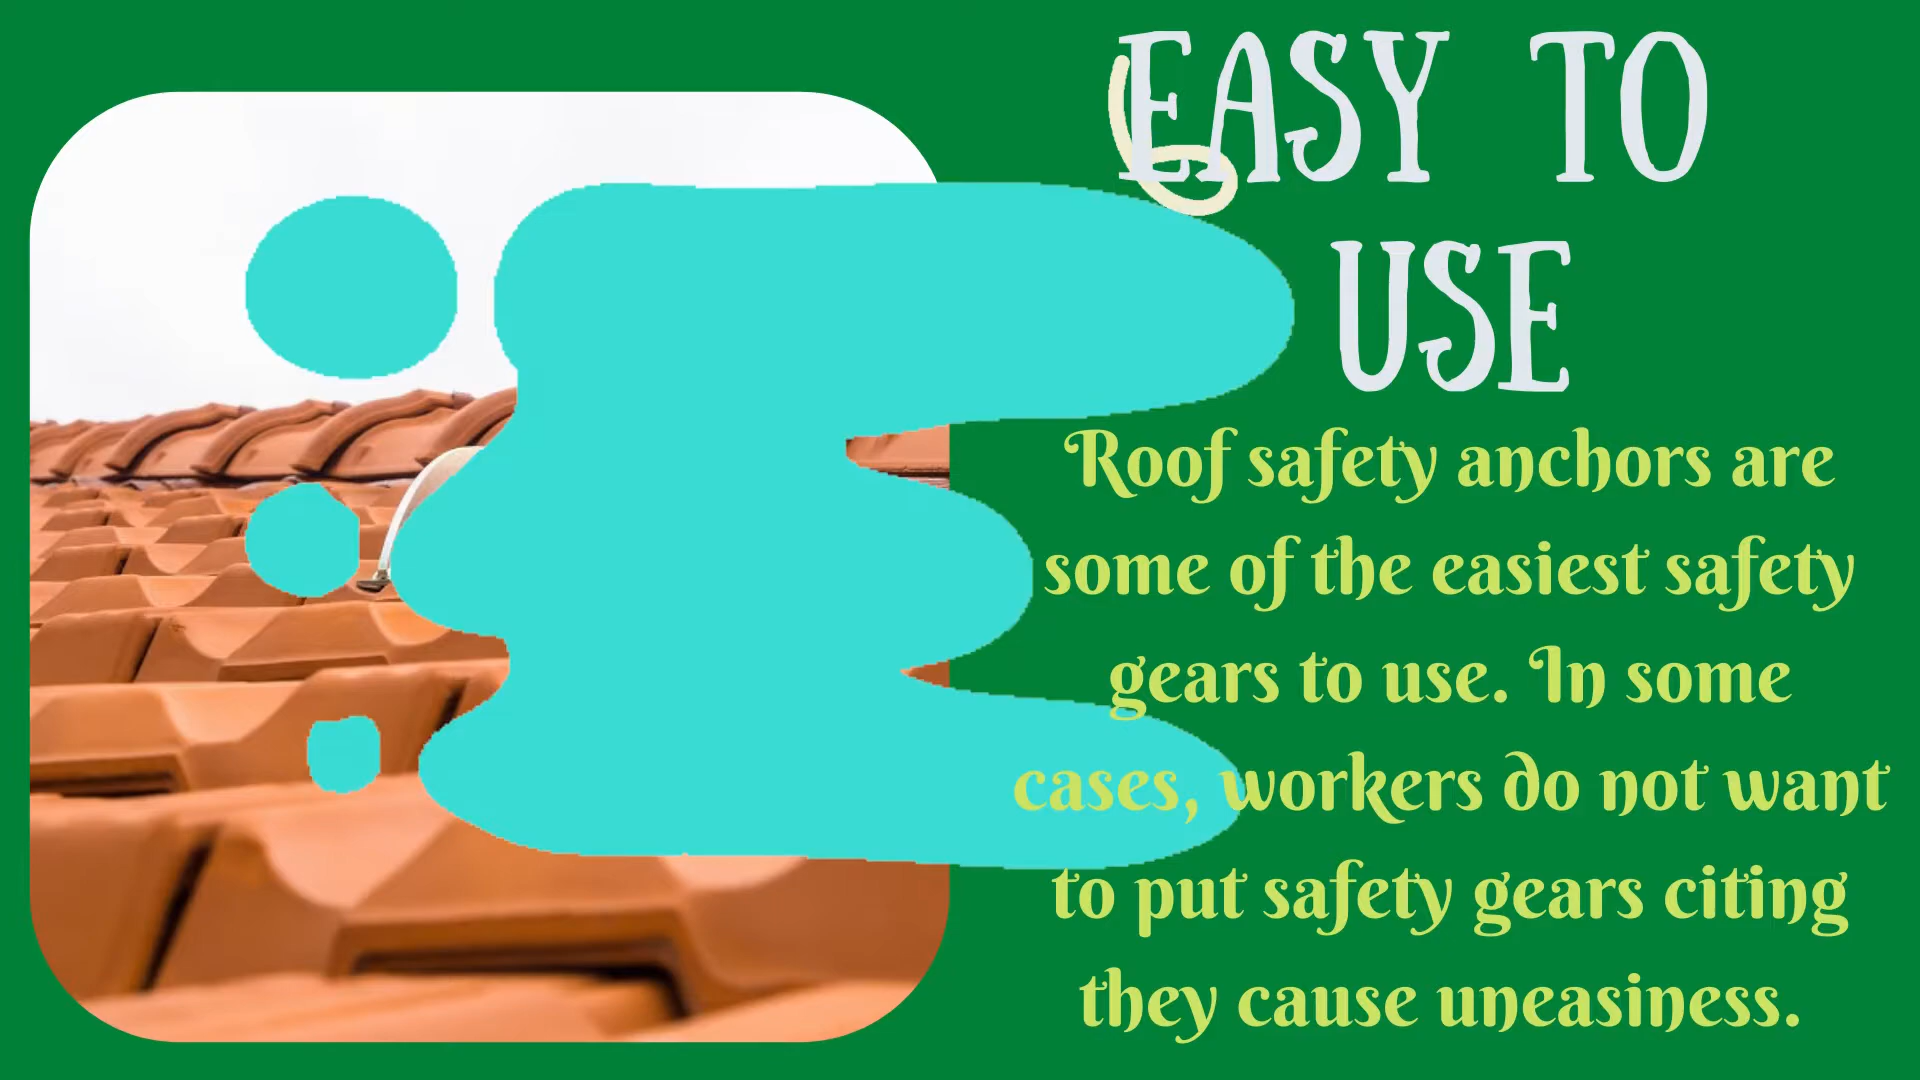 EASY TO
USE
Roof safety anchors are
some of the easiest safety
gears to use. In some
cases, workers do not want
to put safety gears citing
they cause uneasiness.